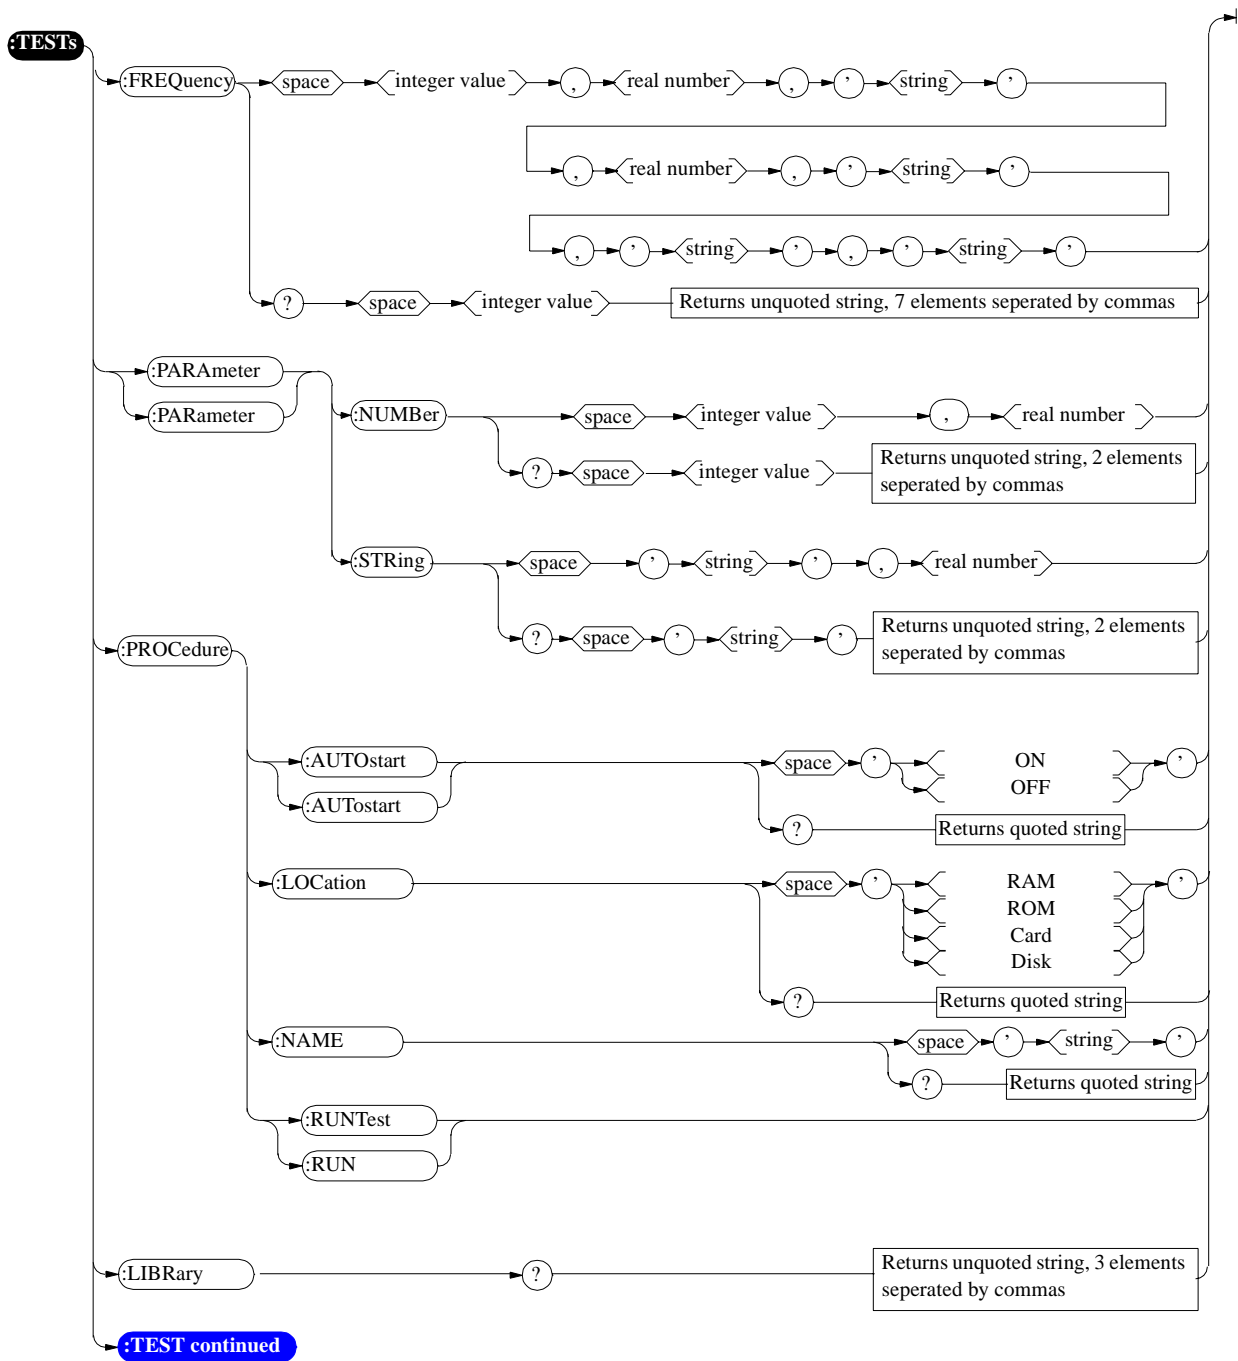 :TESTs
:FREQuency space integer value , real number , ’ string ’
, real number , ’ string ’
, ’ string ’ , ’ string ’
? space integer value Returns unquoted string, 7 elements seperated by commas
:PARAmeter
:PARameter
:NUMBer space integer value , real number
? space integer value Returns unquoted string, 2 elements
seperated by commas
:STRing space ’ string ’ , real number
? space ’ string ’ Returns unquoted string, 2 elements
seperated by commas
:PROCedure
:AUTOstart space ’ ON ’
OFF
:AUTostart
? Returns quoted string
:LOCation space ’ RAM ’
ROM
Card
Disk
? Returns quoted string
:NAME space ’ string ’
? Returns quoted string
:RUNTest
:RUN
:LIBRary ? Returns unquoted string, 3 elements
seperated by commas
:TEST continued